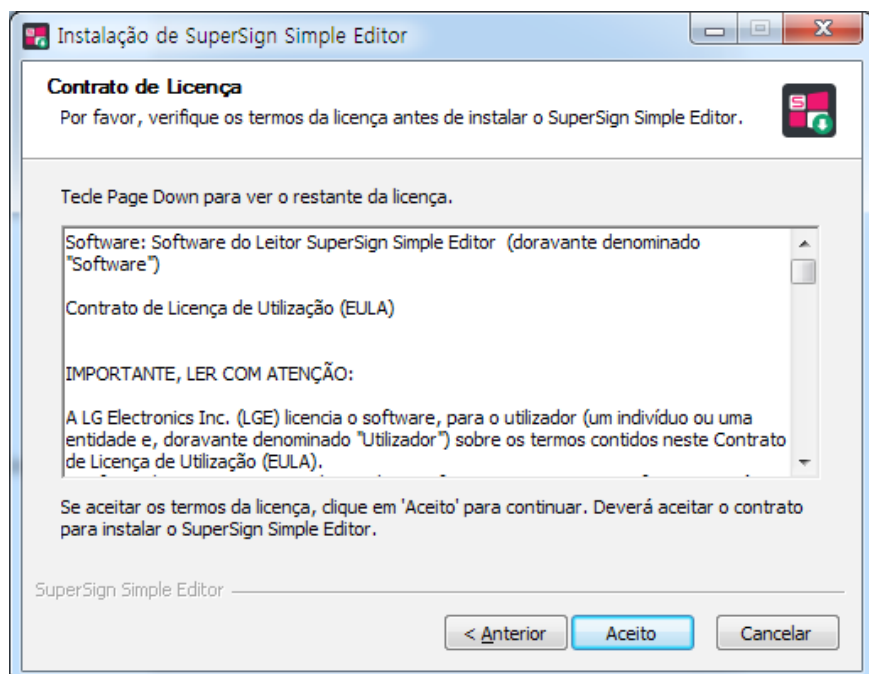 Instalação de SuperSign Simple Editor
Contrato de Licença
Por favor, verifique os termos da licença antes de instalar o SuperSign Simple Editor.
S
Tecle Page Down para ver o restante da licença.
Software: Software do Leitor SuperSign Simple Editor (doravante denominado
"Software")
Contrato de Licença de Utilização (EULA)
IMPORTANTE, LER COM ATENÇÃO:
A LG Electronics Inc. (LGE) licencia o software, para o utilizador (um indivíduo ou uma
entidade e, doravante denominado "Utilizador") sobre os termos contidos neste Contrato
de Licença de Utilização (EULA).
Se aceitar os termos da licença, clique em 'Aceito' para continuar. Deverá aceitar o contrato
para instalar o SuperSign Simple Editor.
SuperSign Simple Editor
< Anterior Aceito Cancelar